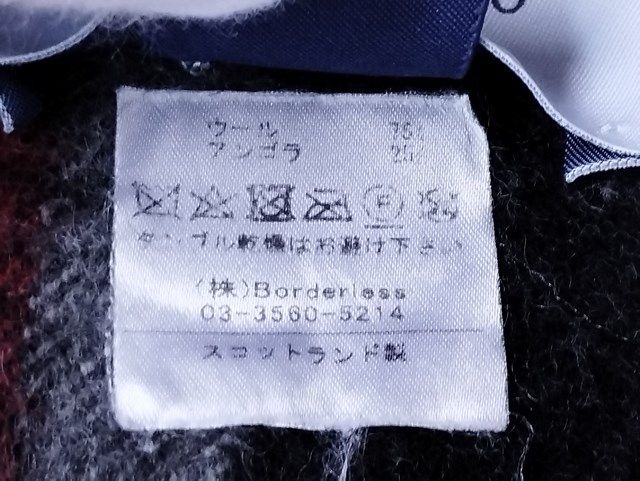 ウール 75%
アンゴラ 25%
タンブル乾燥はお避け下さい
(株)Borderless
03-3560-5214
スコットランド製